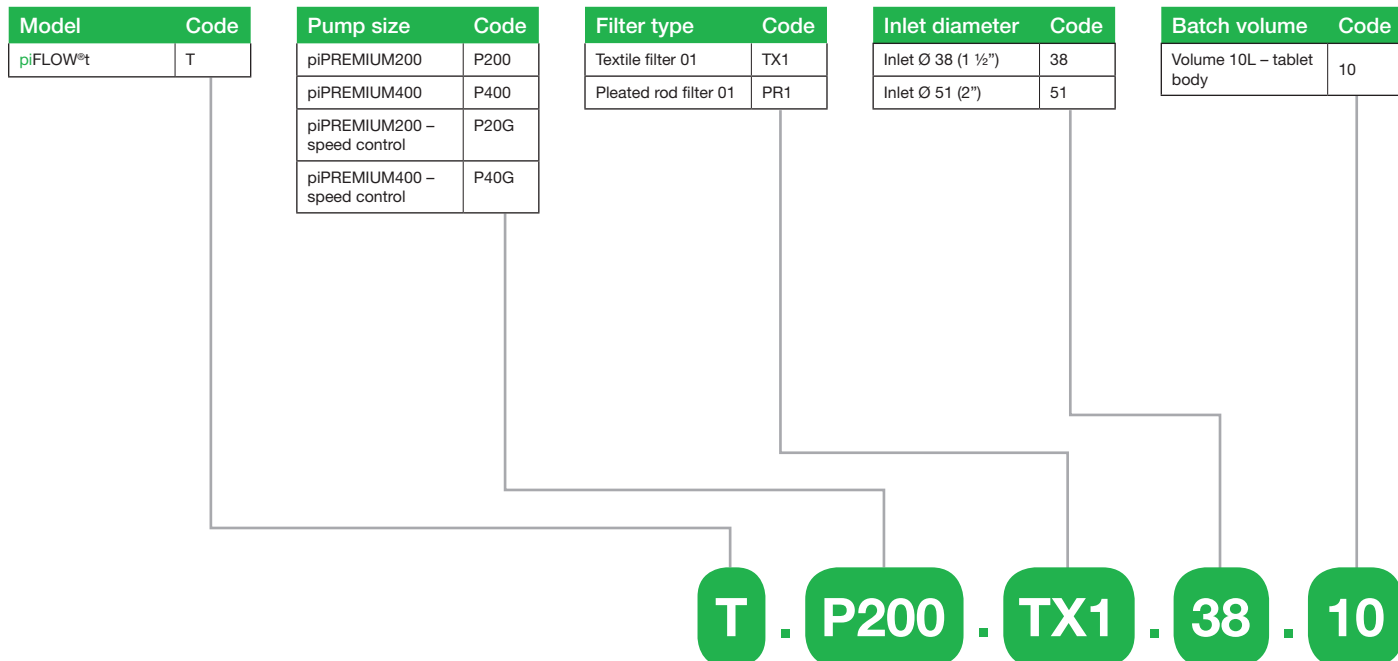 Model Code
piFLOW®t T
Pump size Code
piPREMIUM200 P200
piPREMIUM400 P400
piPREMIUM200 – P20G
speed control
piPREMIUM400 – P40G
speed control
Filter type Code
Textile filter 01 TX1
Pleated rod filter 01 PR1
Inlet diameter Code
Inlet Ø 38 (1 ½”) 38
Inlet Ø 51 (2”) 51
Batch volume Code
Volume 10L – tablet 10
body
T . P200 . TX1 . 38 . 10